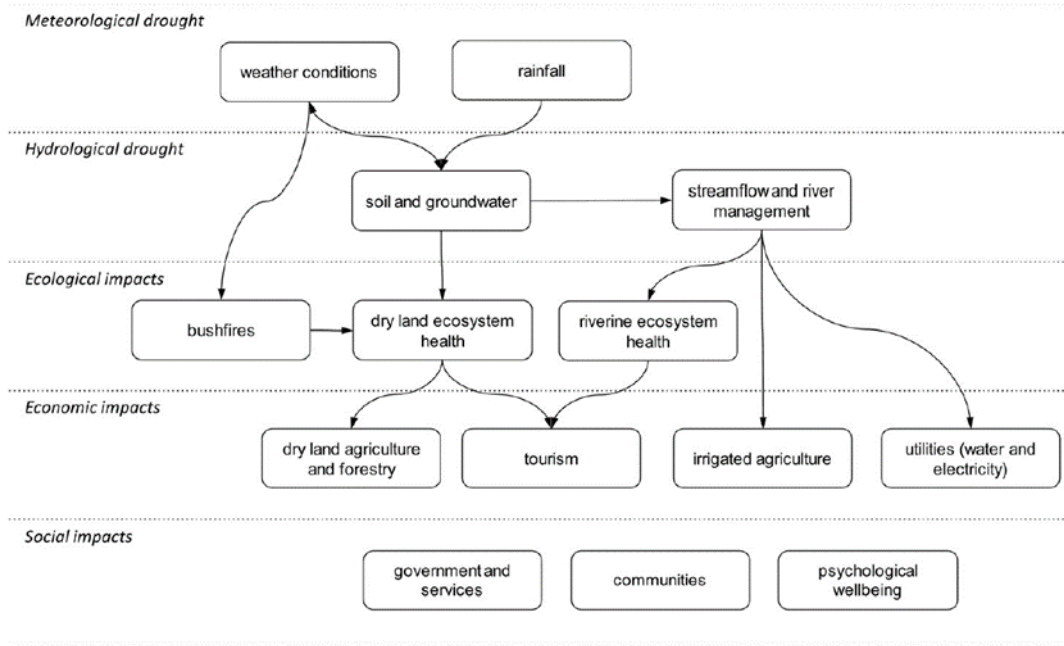 Meteorological drought
weather conditions
rainfall
Hydrological drought
soil and groundwater
streamflow and river
management
Ecological impacts
bushfires
dry land ecosystem
health
riverine ecosystem
health
Economic impacts
dry land agriculture
and forestry
tourism
irrigated agriculture
utilities (water and
electricity)
Social impacts
government and
services
communities
psychological
wellbeing